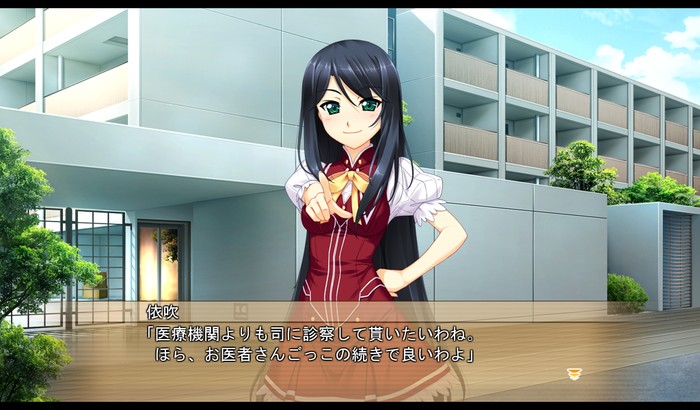 依吹
「医療機関よりも司に診察して貰いたいわね。
ほら、お医者さんごっこの続きで良いわよ」